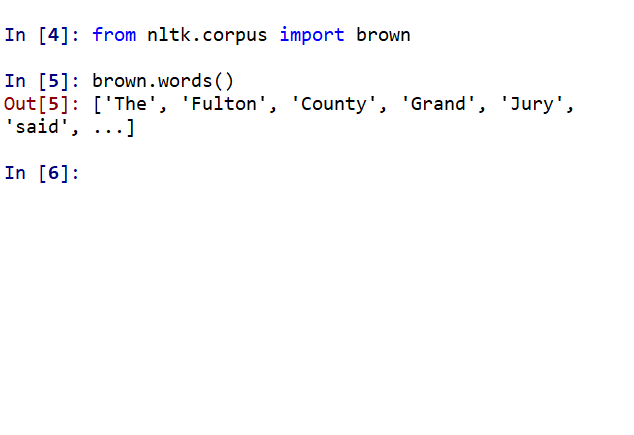 In [4]: from nltk.corpus import brown
In [5]: brown.words()
Out[5]: ['The', 'Fulton', 'County', 'Grand', 'Jury',
'said', ...]
In [6]: